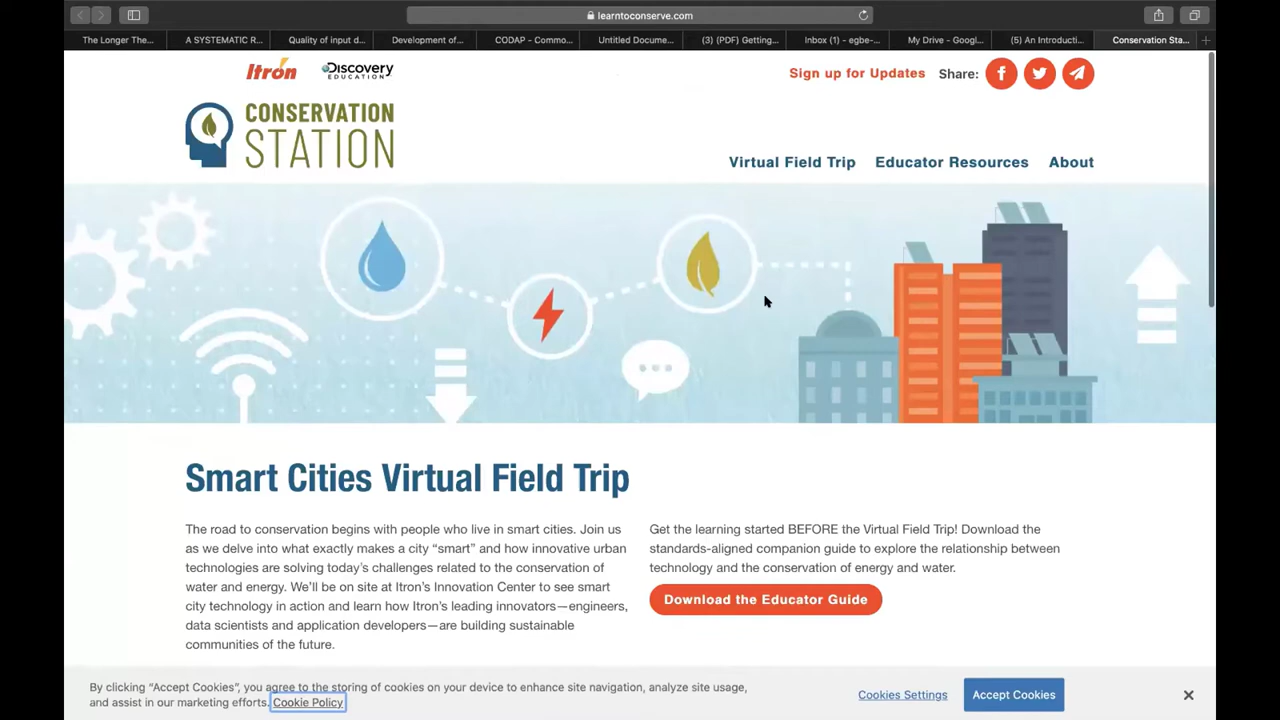 learntoconserve.com
The Longer The...
A SYSTEMATIC R...
Quality of input d...
Development of...
CODAP - Commo...
Untitled Docume...
(3) (PDF) Getting...
Inbox (1) - egbe-...
My Drive - Googl...
(5) An Introducti...
Conservation Sta...
Itron
Discovery
EDUCATION
Sign up for Updates
Share:
CONSERVATION
STATION
Virtual Field Trip
Educator Resources
About
Smart Cities Virtual Field Trip
The road to conservation begins with people who live in smart cities. Join us
as we delve into what exactly makes a city “smart” and how innovative urban
technologies are solving today’s challenges related to the conservation of
water and energy. We’ll be on site at Itron’s Innovation Center to see smart
city technology in action and learn how Itron’s leading innovators—engineers,
data scientists and application developers—are building sustainable
communities of the future.
Get the learning started BEFORE the Virtual Field Trip! Download the
standards-aligned companion guide to explore the relationship between
technology and the conservation of energy and water.
Download the Educator Guide
By clicking “Accept Cookies”, you agree to the storing of cookies on your device to enhance site navigation, analyze site usage,
and assist in our marketing efforts. Cookie Policy
Cookies Settings
Accept Cookies